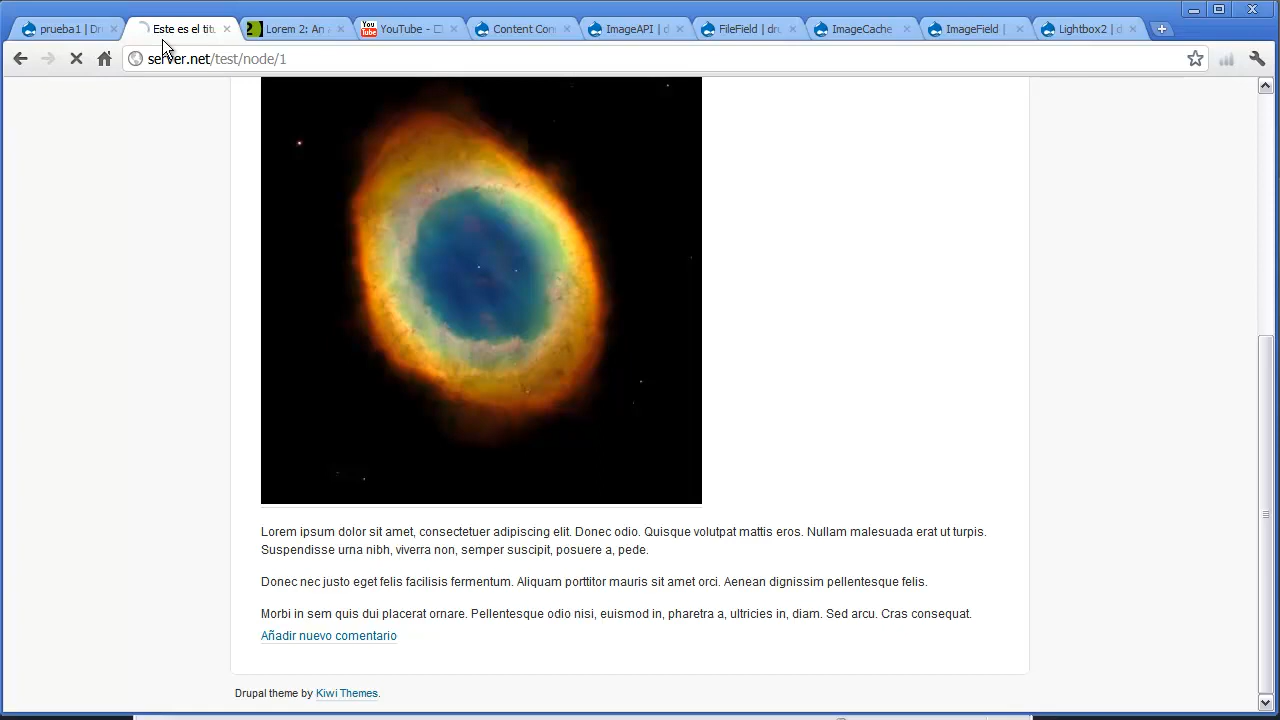 prueba1 | Dr
Este es el titu
Lorem 2: An
YouTube -
Content Con
ImageAPI | d
FileField | dru
ImageCache
ImageField |
Lightbox2 | d
server.net/test/node/1
Lorem ipsum dolor sit amet, consectetuer adipiscing elit. Donec odio. Quisque volutpat mattis eros. Nullam malesuada erat ut turpis.
Suspendisse urna nibh, viverra non, semper suscipit, posuere a, pede.
Donec nec justo eget felis facilisis fermentum. Aliquam porttitor mauris sit amet orci. Aenean dignissim pellentesque felis.
Morbi in sem quis dui placerat ornare. Pellentesque odio nisi, euismod in, pharetra a, ultricies in, diam. Sed arcu. Cras consequat.
Añadir nuevo comentario
Drupal theme by Kiwi Themes.